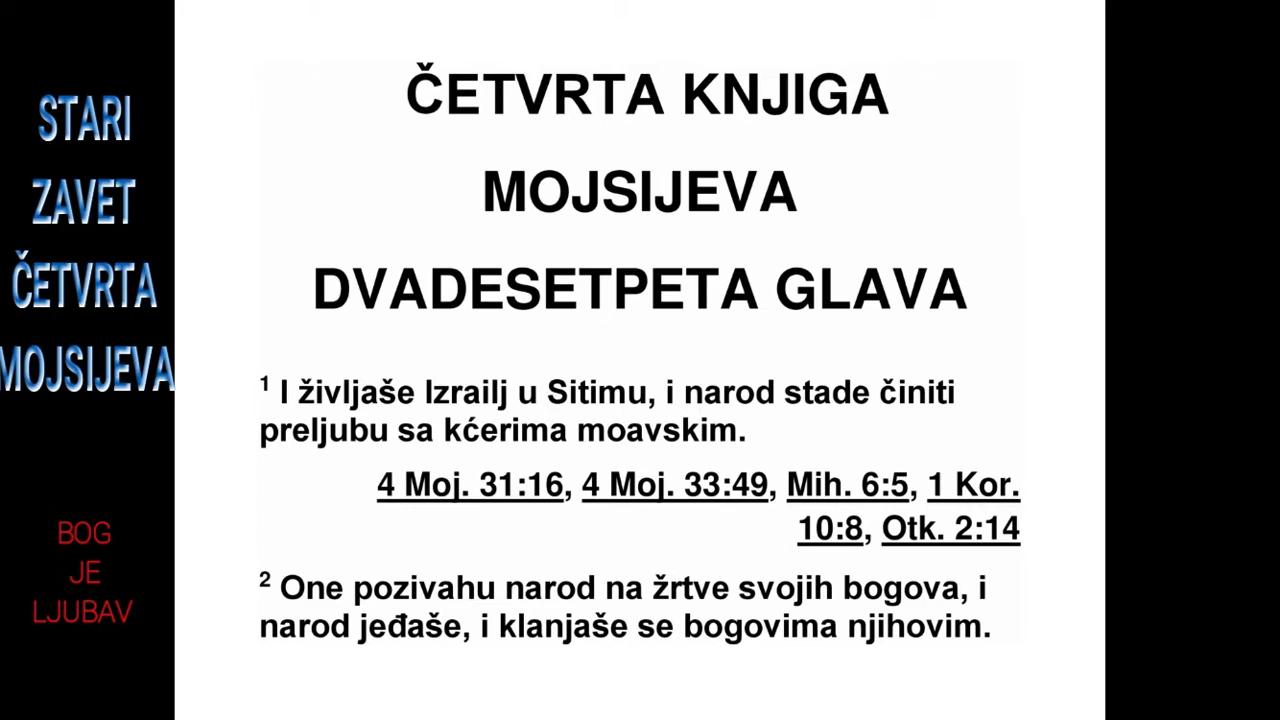 STARI
ZAVET
ČETVRTA
MOJSIJEVA
BOG
JE
LJUBAV
ČETVRTA KNJIGA
MOJSIJEVA
DVADESETPETA GLAVA
1 I življaše Izrailj u Sitimu, i narod stade činiti
preljubu sa kćerima moavskim.
4 Moj. 31:16, 4 Moj. 33:49, Mih. 6:5, 1 Kor.
10:8, Otk. 2:14
2 One pozivahu narod na žrtve svojih bogova, i
narod jeđaše, i klanjaše se bogovima njihovim.